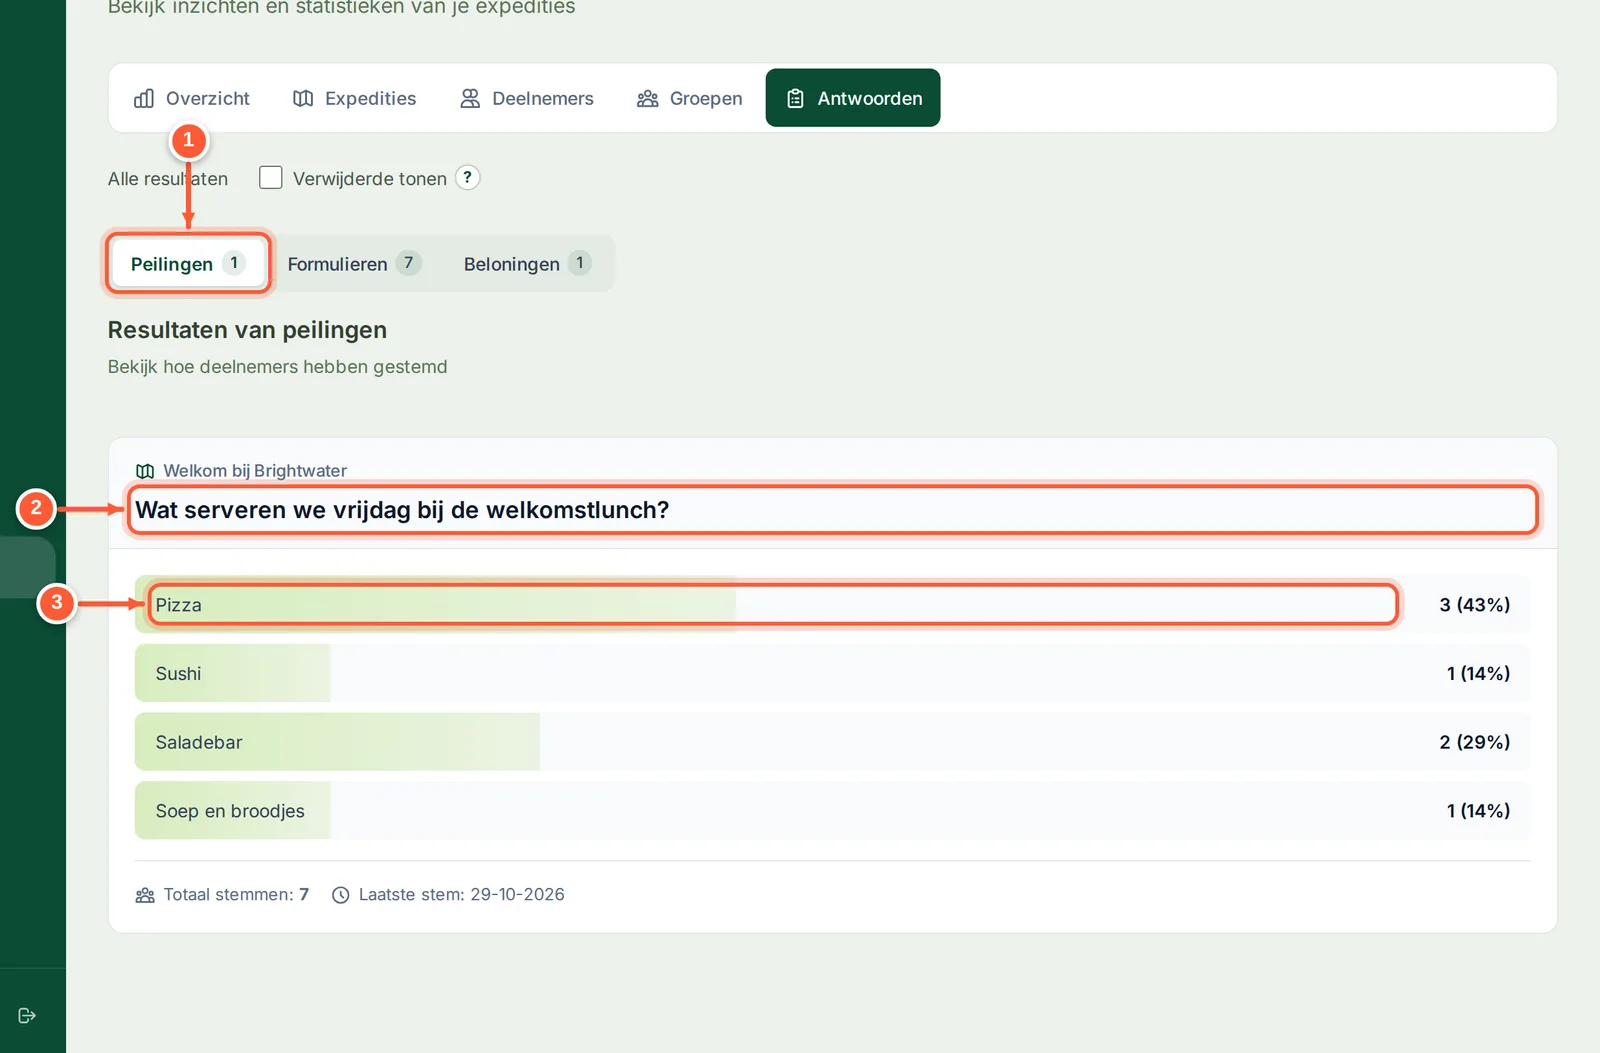 Bekijk inzichten en statistieken van je expedities
Overzicht Expedities Deelnemers Groepen Antwoorden
1
Alle resultaten Verwijderde tonen ?
Peilingen 1 Formulieren 7 Beloningen 1
Resultaten van peilingen
Bekijk hoe deelnemers hebben gestemd
Welkom bij Brightwater
2 Wat serveren we vrijdag bij de welkomstlunch?
3 Pizza 3 (43%)
Sushi 1 (14%)
Saladebar 2 (29%)
Soep en broodjes 1 (14%)
Totaal stemmen: 7 Laatste stem: 29-10-2026